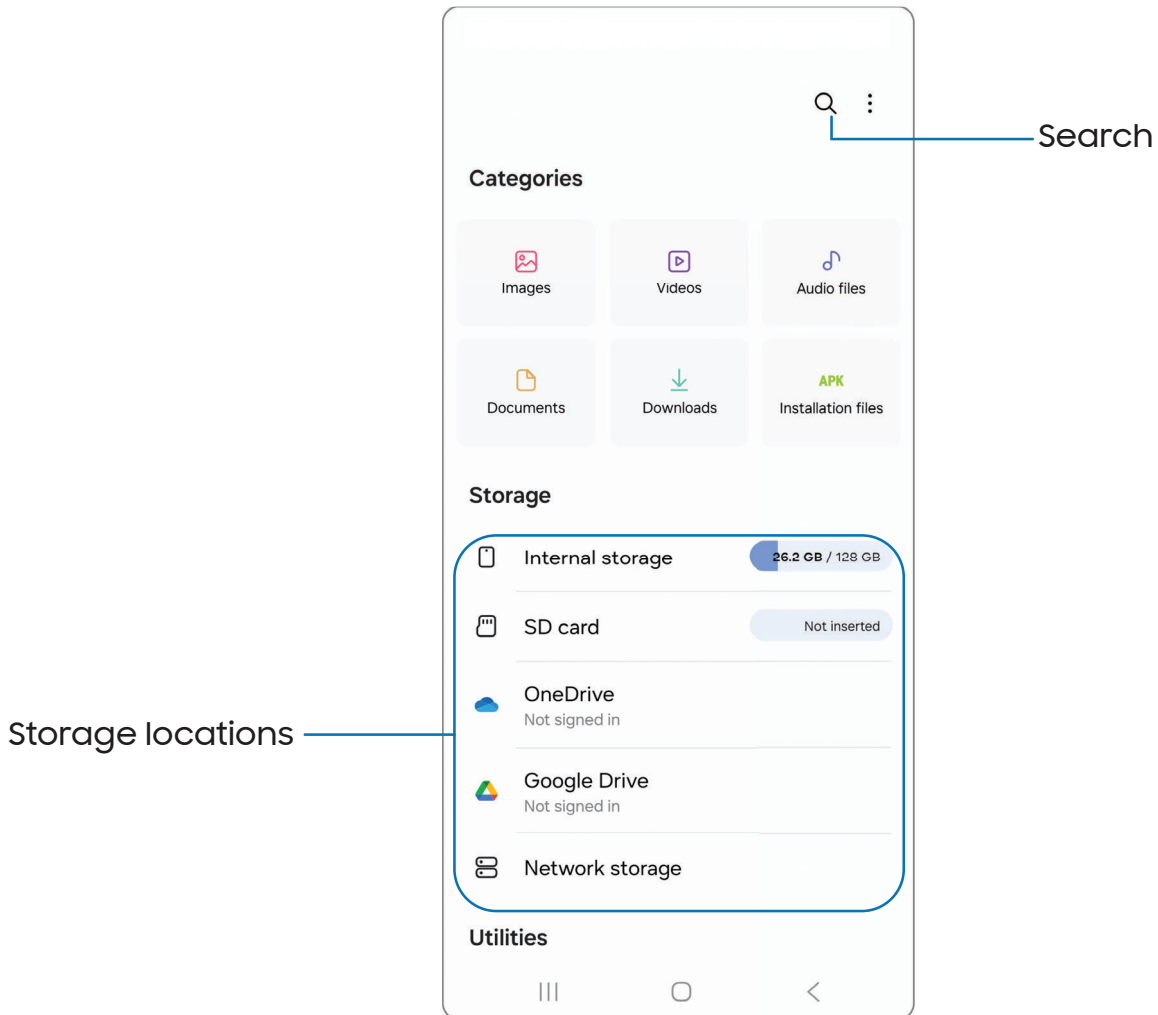 Search
Categories
Images
Videos
Audio files
Documents
Downloads
APK
Installation files
Storage
Internal storage
26.2 GB / 128 GB
SD card
Not inserted
OneDrive
Not signed in
Storage locations
Google Drive
Not signed in
Network storage
Utilities